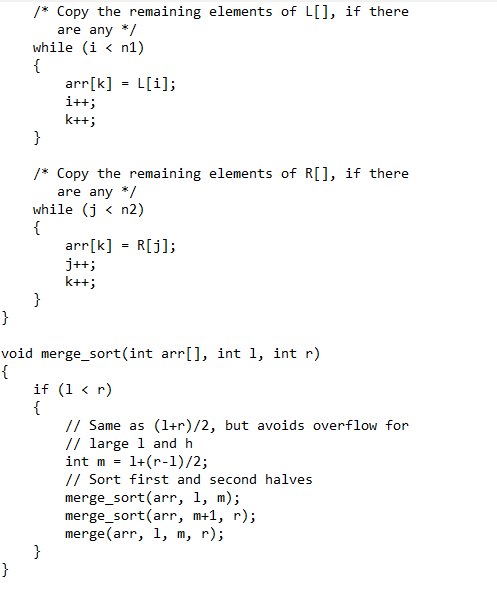 /* Copy the remaining elements of L[], if there
are any */
while (i < n1)
{
arr[k] = L[i];
i++;
k++;
}
/* Copy the remaining elements of R[], if there
are any */
while (j < n2)
{
arr[k] = R[j];
j++;
k++;
}
}
void merge_sort(int arr[], int l, int r)
{
if (l < r)
{
// Same as (l+r)/2, but avoids overflow for
// large l and h
int m = l+(r-l)/2;
// Sort first and second halves
merge_sort(arr, l, m);
merge_sort(arr, m+1, r);
merge(arr, l, m, r);
}
}